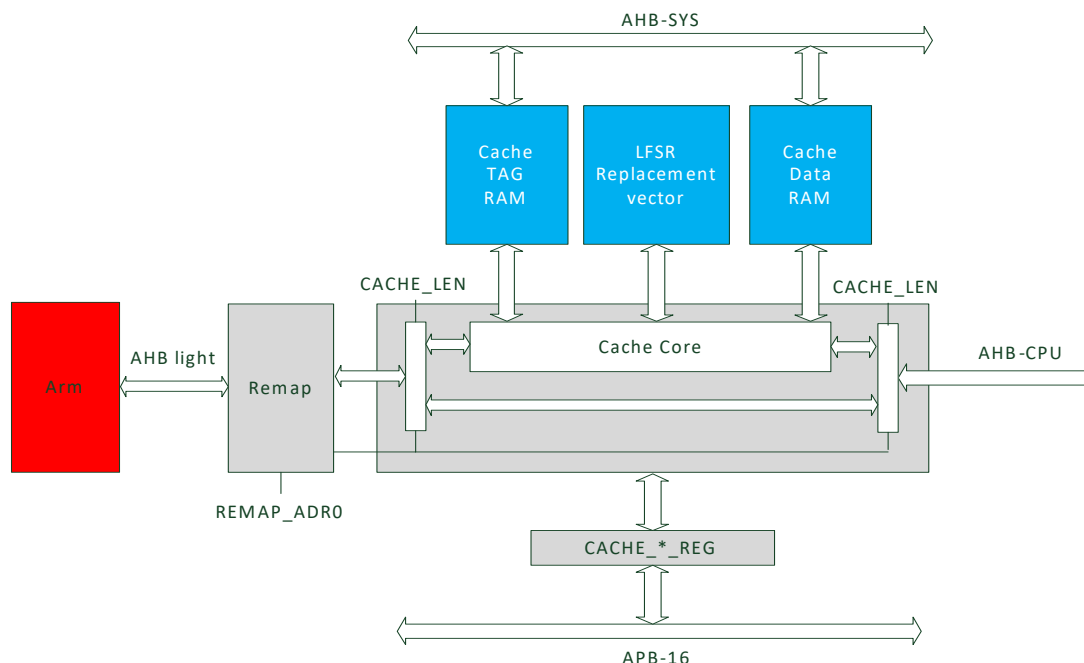 AHB-SYS
Cache
TAG
RAM
LFSR
Replacement
vector
Cache
Data
RAM
CACHE_LEN
CACHE_LEN
Arm
AHB light
Remap
Cache Core
AHB-CPU
REMAP_ADR0
CACHE_*_REG
APB-16